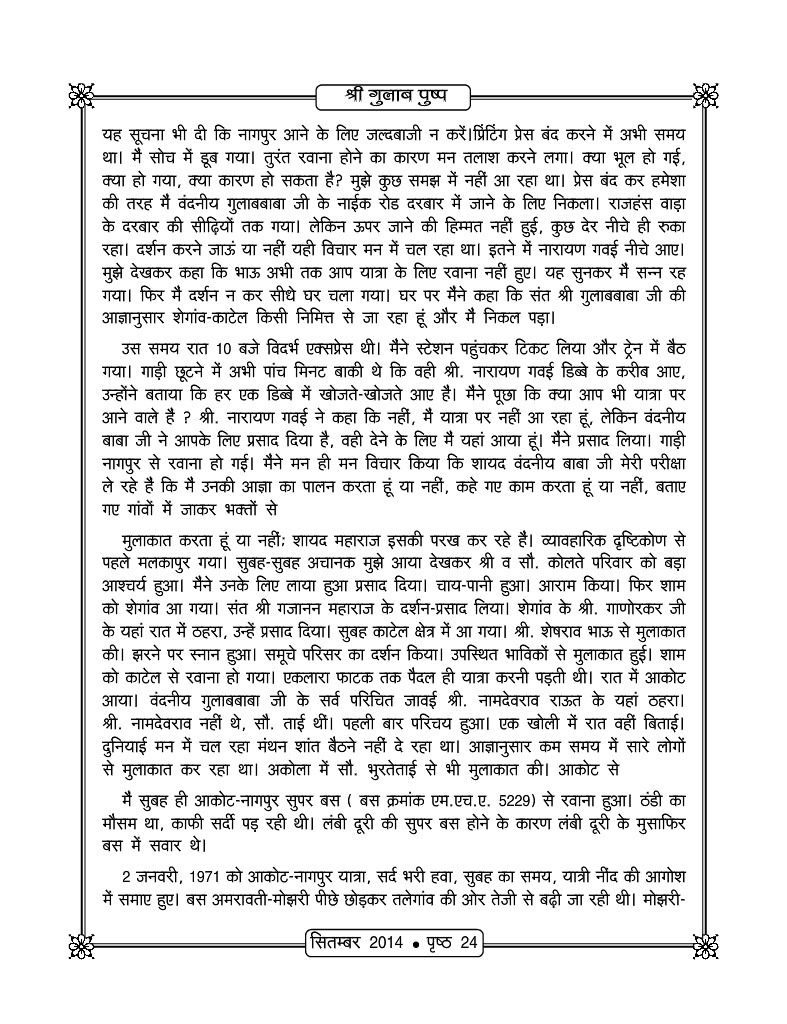 श्री गुलाब पुष्प
यह सूचना भी दी कि नागपुर आने के लिए जल्दबाजी न करें।प्रिंटिंग प्रेस बंद करने में अभी समय
था। मै सोच में डूब गया। तुरंत रवाना होने का कारण मन तलाश करने लगा। क्या भूल हो गई,
क्या हो गया, क्या कारण हो सकता है? मुझे कुछ समझ में नहीं आ रहा था। प्रेस बंद कर हमेशा
की तरह मै वंदनीय गुलाबबाबा जी के नाईक रोड दरबार में जाने के लिए निकला। राजहंस वाड़ा
के दरबार की सीढ़ियों तक गया। लेकिन ऊपर जाने की हिम्मत नहीं हुई, कुछ देर नीचे ही रुका
रहा। दर्शन करने जाऊं या नहीं यही विचार मन में चल रहा था। इतने में नारायण गवई नीचे आए।
मुझे देखकर कहा कि भाऊ अभी तक आप यात्रा के लिए रवाना नहीं हुए। यह सुनकर मै सन्न रह
गया। फिर मै दर्शन न कर सीधे घर चला गया। घर पर मैने कहा कि संत श्री गुलाबबाबा जी की
आज्ञानुसार शेगांव-काटेल किसी निमित्त से जा रहा हूं और मै निकल पड़ा।
उस समय रात 10 बजे विदर्भ एक्सप्रेस थी। मैने स्टेशन पहुंचकर टिकट लिया और ट्रेन में बैठ
गया। गाड़ी छूटने में अभी पांच मिनट बाकी थे कि वही श्री. नारायण गवई डिब्बे के करीब आए,
उन्होंने बताया कि हर एक डिब्बे में खोजते-खोजते आए है। मैने पूछा कि क्या आप भी यात्रा पर
आने वाले है ? श्री. नारायण गवई ने कहा कि नहीं, मै यात्रा पर नहीं आ रहा हूं, लेकिन वंदनीय
बाबा जी ने आपके लिए प्रसाद दिया है, वही देने के लिए मै यहां आया हूं। मैने प्रसाद लिया। गाड़ी
नागपुर से रवाना हो गई। मैने मन ही मन विचार किया कि शायद वंदनीय बाबा जी मेरी परीक्षा
ले रहे है कि मै उनकी आज्ञा का पालन करता हूं या नहीं, कहे गए काम करता हूं या नहीं, बताए
गए गांवों में जाकर भक्तों से
मुलाकात करता हूं या नहीं; शायद महाराज इसकी परख कर रहे हैं। व्यावहारिक दृष्टिकोण से
पहले मलकापुर गया। सुबह-सुबह अचानक मुझे आया देखकर श्री व सौ. कोलते परिवार को बड़ा
आश्चर्य हुआ। मैने उनके लिए लाया हुआ प्रसाद दिया। चाय-पानी हुआ। आराम किया। फिर शाम
को शेगांव आ गया। संत श्री गजानन महाराज के दर्शन-प्रसाद लिया। शेगांव के श्री. गाणोरकर जी
के यहां रात में ठहरा, उन्हें प्रसाद दिया। सुबह काटेल क्षेत्र में आ गया। श्री. शेषराव भाऊ से मुलाकात
की। झरने पर स्नान हुआ। समूचे परिसर का दर्शन किया। उपस्थित भाविकों से मुलाकात हुई। शाम
को काटेल से रवाना हो गया। एकलारा फाटक तक पैदल ही यात्रा करनी पड़ती थी। रात में आकोट
आया। वंदनीय गुलाबबाबा जी के सर्व परिचित जावई श्री. नामदेवराव राऊत के यहां ठहरा।
श्री. नामदेवराव नहीं थे, सौ. ताई थीं। पहली बार परिचय हुआ। एक खोली में रात वहीं बिताई।
दुनियाई मन में चल रहा मंथन शांत बैठने नहीं दे रहा था। आज्ञानुसार कम समय में सारे लोगों
से मुलाकात कर रहा था। अकोला में सौ. भुरतेताई से भी मुलाकात की। आकोट से
मै सुबह ही आकोट-नागपुर सुपर बस ( बस क्रमांक एम.एच.ए. 5229) से रवाना हुआ। ठंडी का
मौसम था, काफी सर्दी पड़ रही थी। लंबी दूरी की सुपर बस होने के कारण लंबी दूरी के मुसाफिर
बस में सवार थे।
2 जनवरी, 1971 को आकोट-नागपुर यात्रा, सर्द भरी हवा, सुबह का समय, यात्री नींद की आगोश
में समाए हुए। बस अमरावती-मोझरी पीछे छोड़कर तलेगांव की ओर तेजी से बढ़ी जा रही थी। मोझरी-
सितम्बर 2014 ● पृष्ठ 24